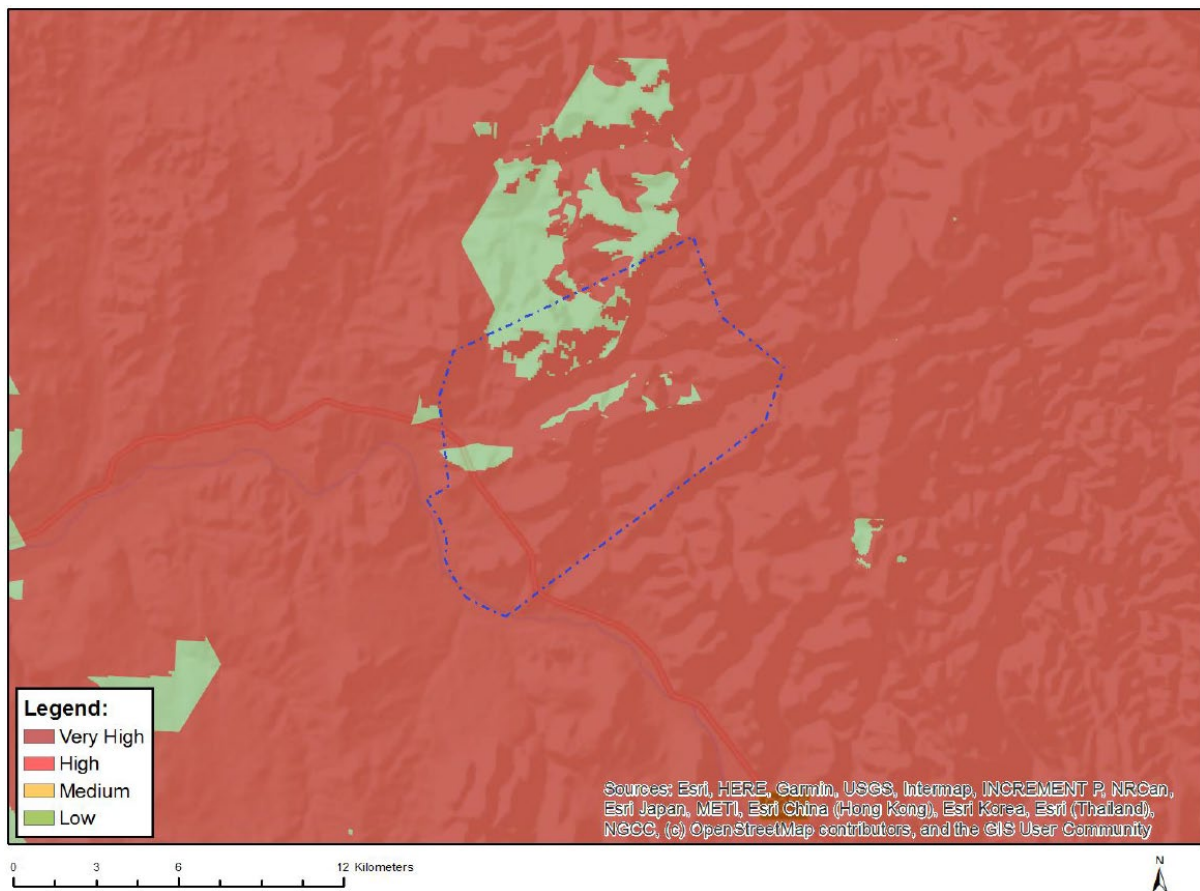 Legend:
Very High
High
Medium
Low
Sources: Esri, HERE, Garmin, USGS, Intermap, INCREMENT P, NRCan,
Esri Japan, METI, Esri China (Hong Kong), Esri Korea, Esri (Thailand),
NGCC, (c) OpenStreetMap contributors, and the GIS User Community
0 3 6 12 Kilometers
N